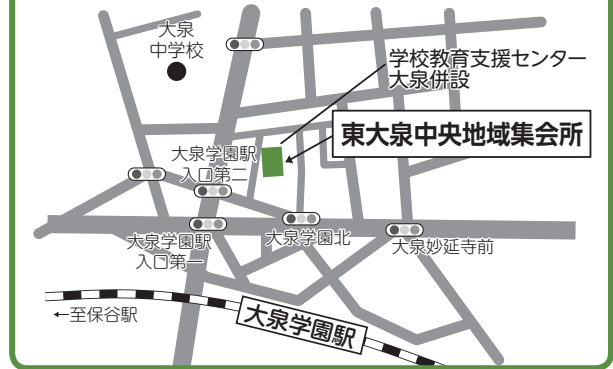 大泉
中学校
学校教育支援センター
大泉併設
東大泉中央地域集会所
大泉学園駅
入口第二
大泉学園駅
入口第一
大泉学園北
大泉妙延寺前
←至保谷駅
大泉学園駅